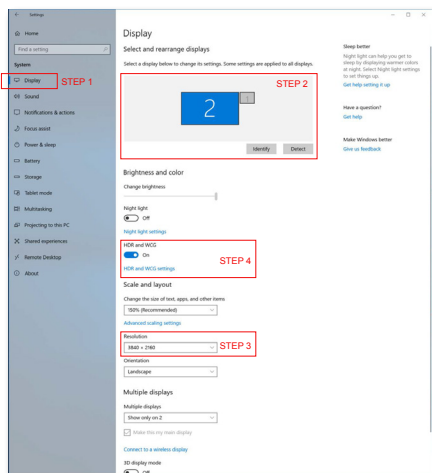 Settings
Home
Find a setting
System
Display
STEP 1
Sound
Notifications & actions
Focus assist
Power & sleep
Battery
Storage
Tablet mode
Multitasking
Projecting to this PC
Shared experiences
Remote Desktop
About
Display
Select and rearrange displays
Select a display below to change its settings. Some settings are applied to all displays.
STEP 2
2
1
Identify
Detect
Brightness and color
Change brightness
Night light
Off
Night light settings
HDR and WCG
On
STEP 4
HDR and WCG settings
Scale and layout
Change the size of text, apps, and other items
150% (Recommended)
Advanced scaling settings
Resolution
3840 × 2160
STEP 3
Orientation
Landscape
Multiple displays
Multiple displays
Show only on 2
Make this my main display
Connect to a wireless display
3D display mode
Off
Sleep better
Night light can help you get to
sleep by displaying warmer colors
at night. Select Night light settings
to set things up.
Get help setting it up
Have a question?
Get help
Make Windows better
Give us feedback